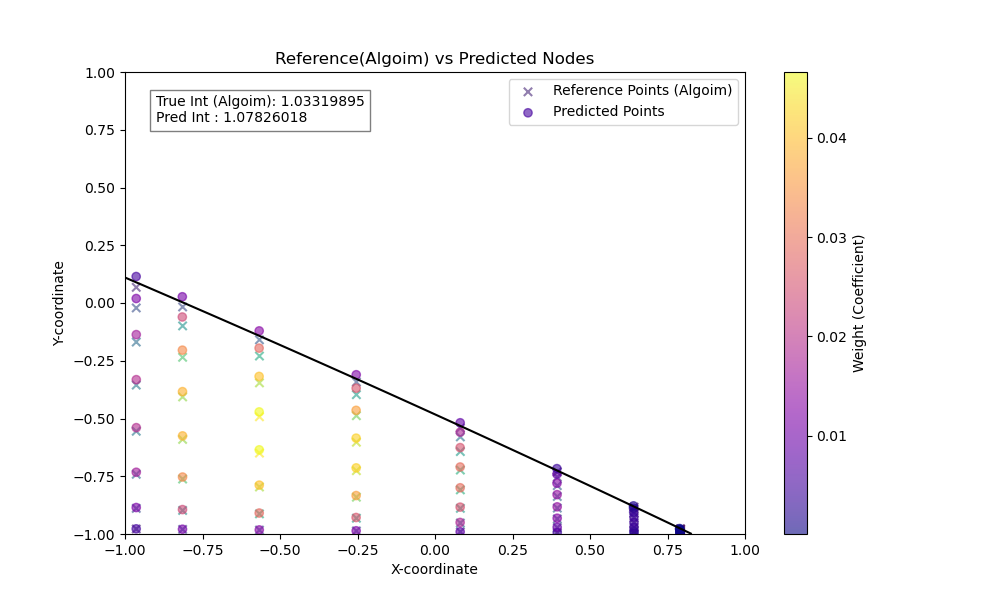 Reference(Algoim) vs Predicted Nodes
True Int (Algoim): 1.03319895
Pred Int : 1.07826018
Reference Points (Algoim)
Predicted Points
1.00
0.75
0.50
0.25
0.00
−0.25
−0.50
−0.75
−1.00
Y-coordinate
−1.00 −0.75 −0.50 −0.25 0.00 0.25 0.50 0.75 1.00
X-coordinate
0.04
0.03
0.02
0.01
Weight (Coefficient)